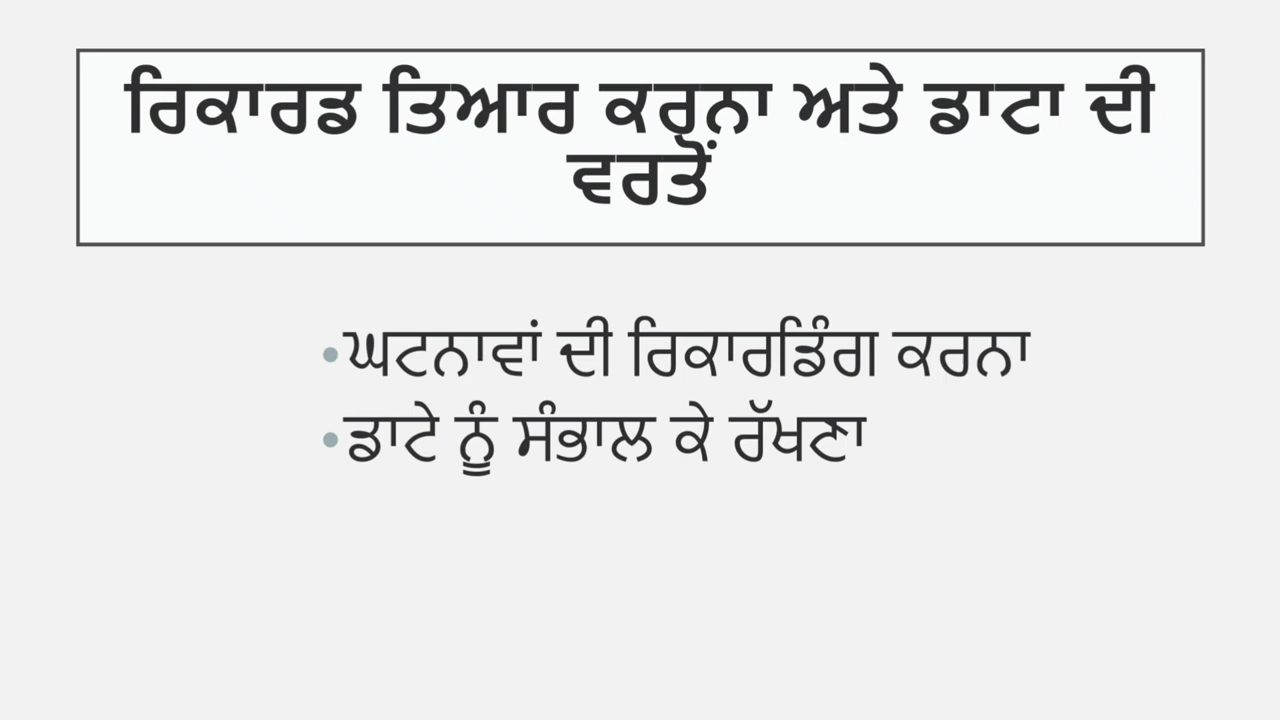 ਰਿਕਾਰਡ ਤਿਆਰ ਕਰਨਾ ਅਤੇ ਡਾਟਾ ਦੀ
ਵਰਤੋਂ
•ਘਟਨਾਵਾਂ ਦੀ ਰਿਕਾਰਡਿੰਗ ਕਰਨਾ
•ਡਾਟੇ ਨੂੰ ਸੰਭਾਲ ਕੇ ਰੱਖਣਾ